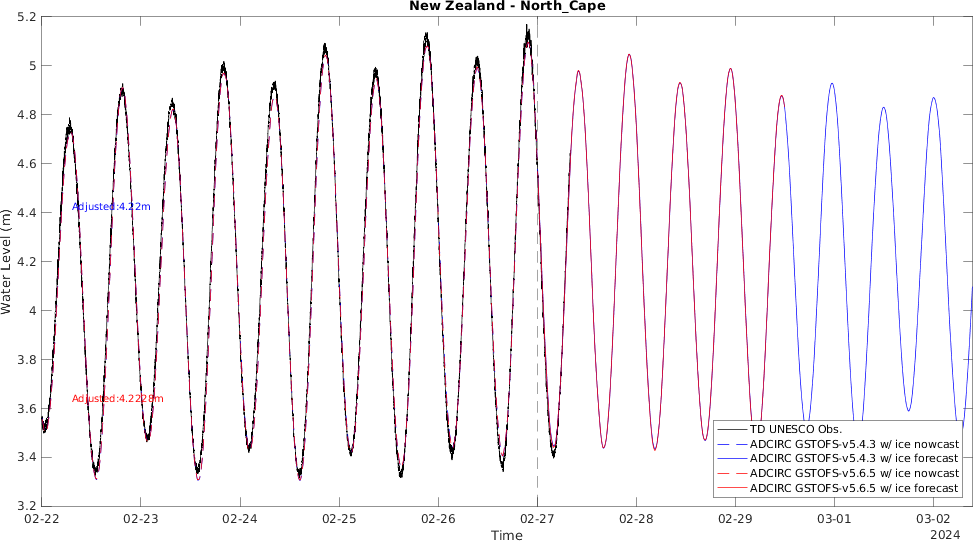 New Zealand - North_Cape
5.2
5
4.8
4.6
4.4
4.2
4
3.8
3.6
3.4
3.2
Water Level (m)
Adjusted:4.22m
Adjusted:4.2228m
TD UNESCO Obs.
ADCIRC GSTOFS-v5.4.3 w/ ice nowcast
ADCIRC GSTOFS-v5.4.3 w/ ice forecast
ADCIRC GSTOFS-v5.6.5 w/ ice nowcast
ADCIRC GSTOFS-v5.6.5 w/ ice forecast
02-22 02-23 02-24 02-25 02-26 02-27 02-28 02-29 03-01 03-02
Time
2024